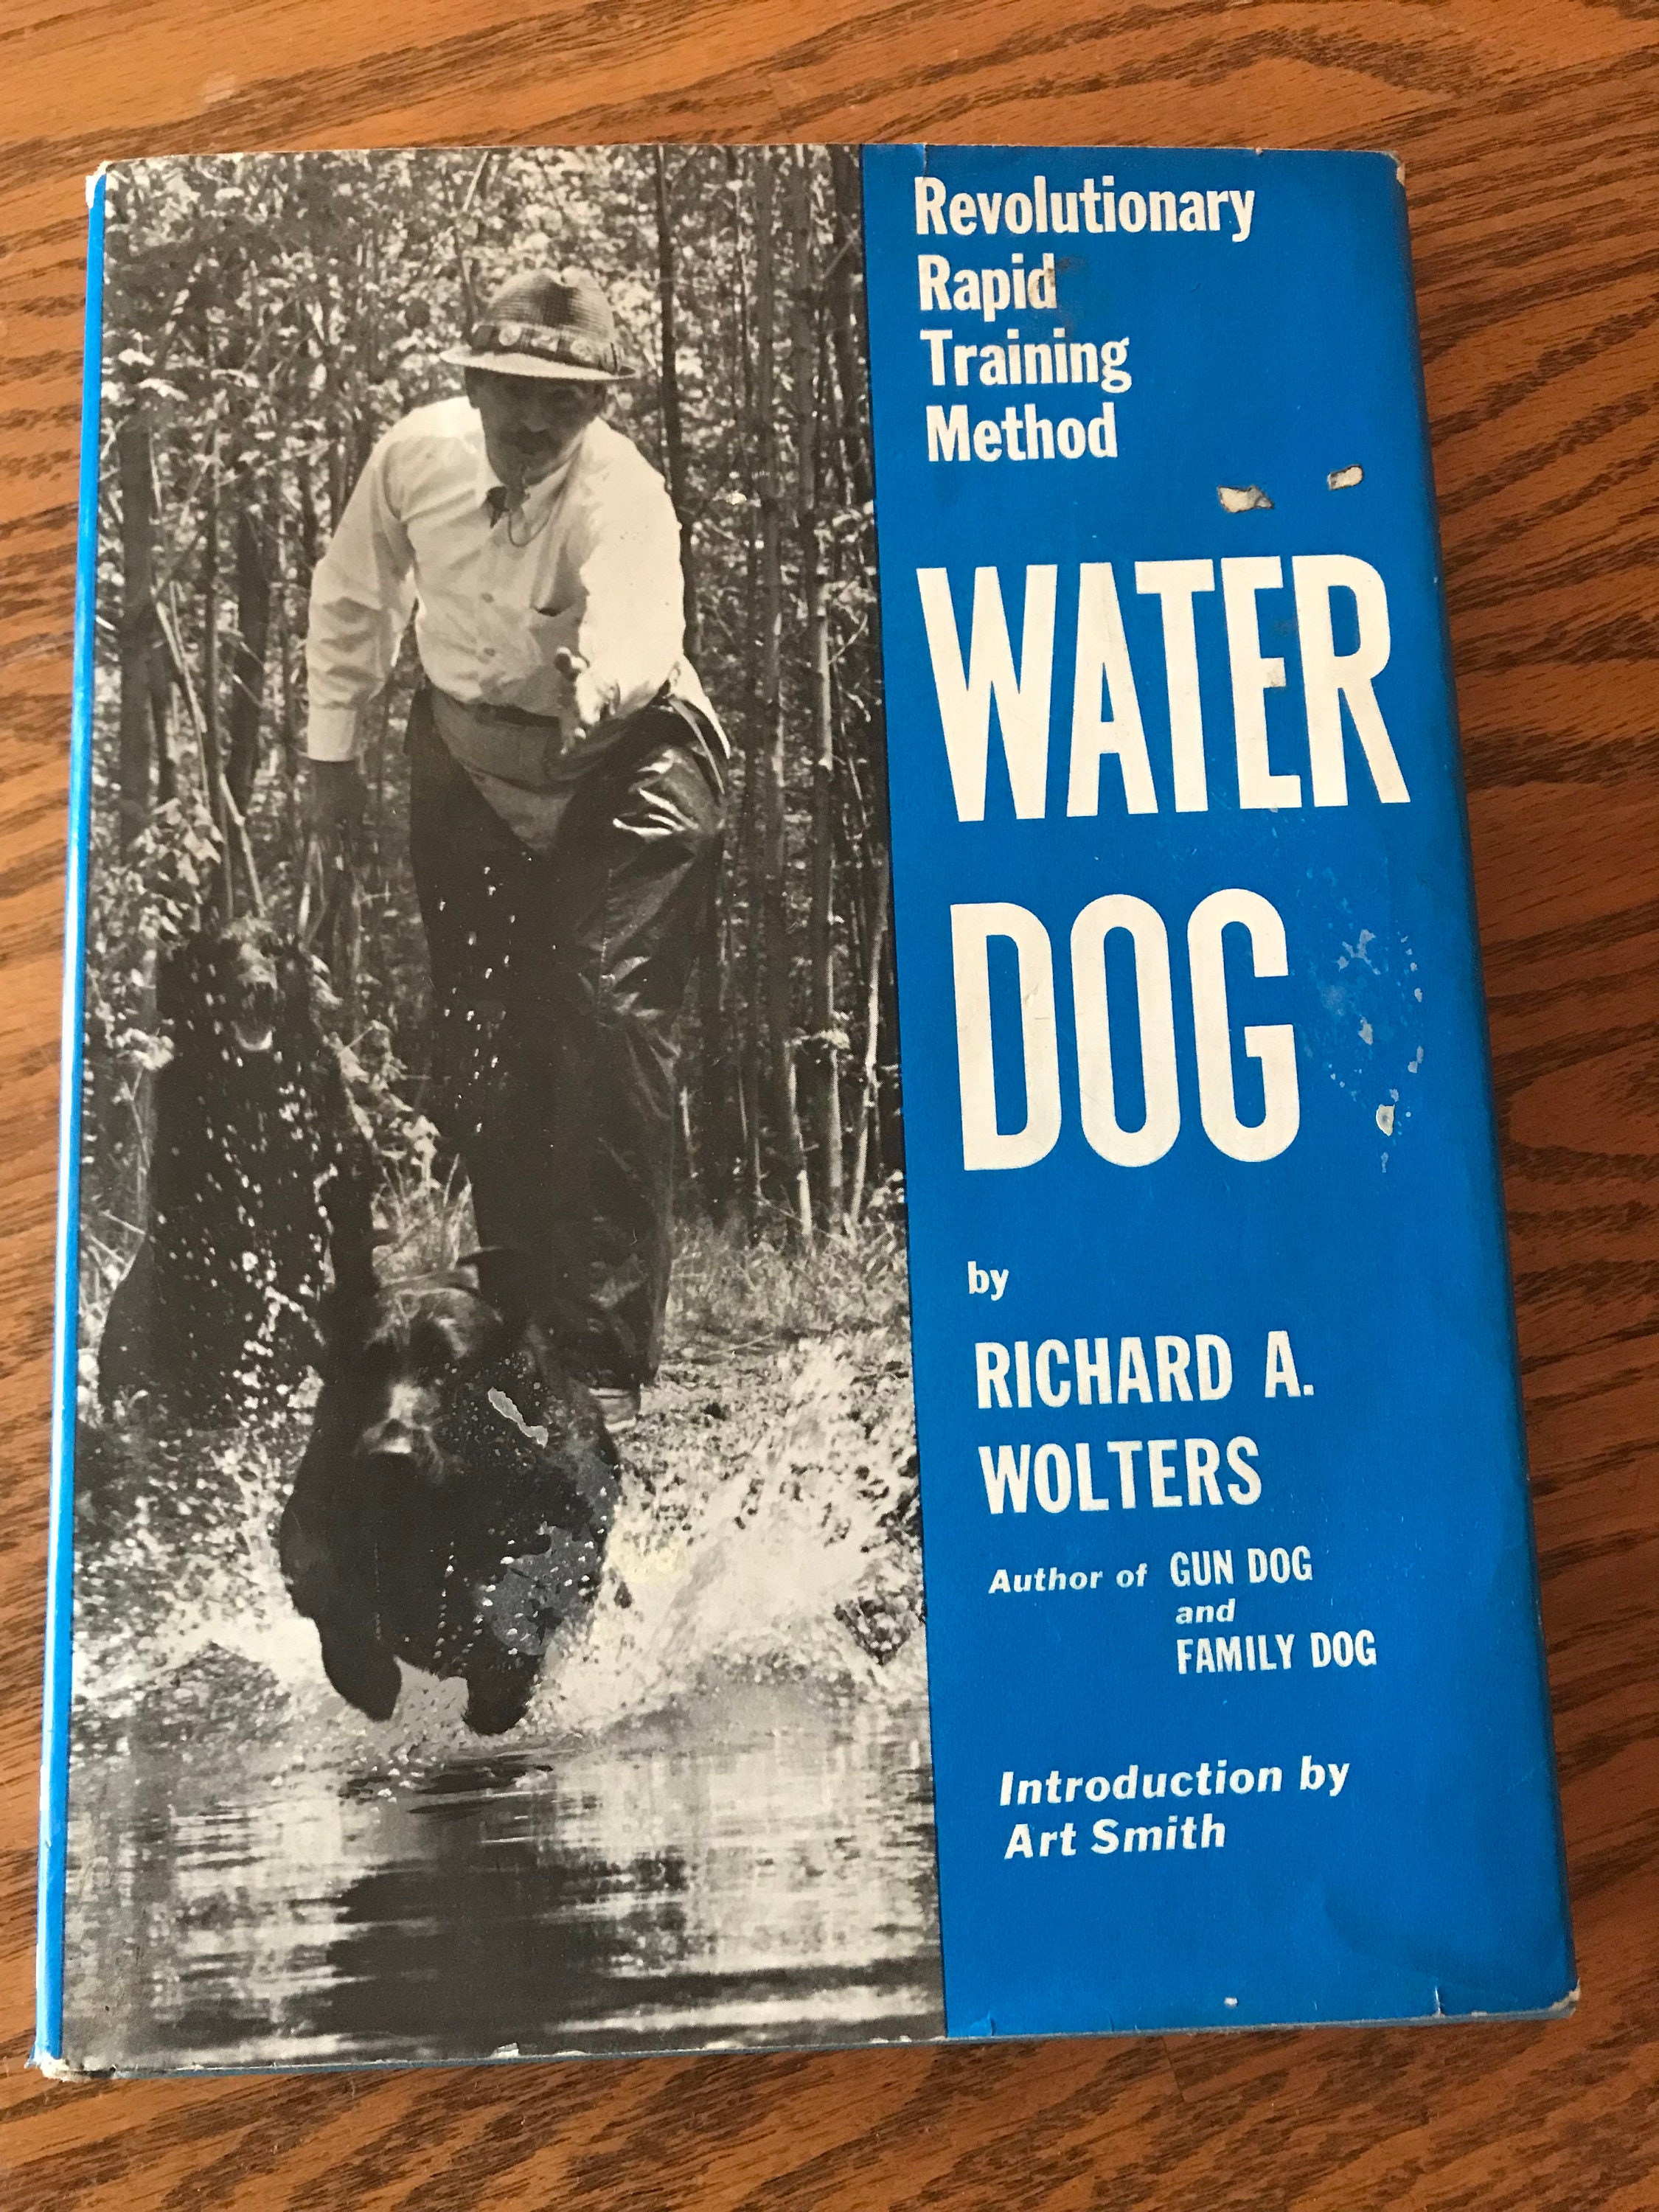 Revolutionary
Rapid
Training
Method
WATER
DOG
by
RICHARD A.
WOLTERS
Author of GUN DOG
and
FAMILY DOG
Introduction by
Art Smith